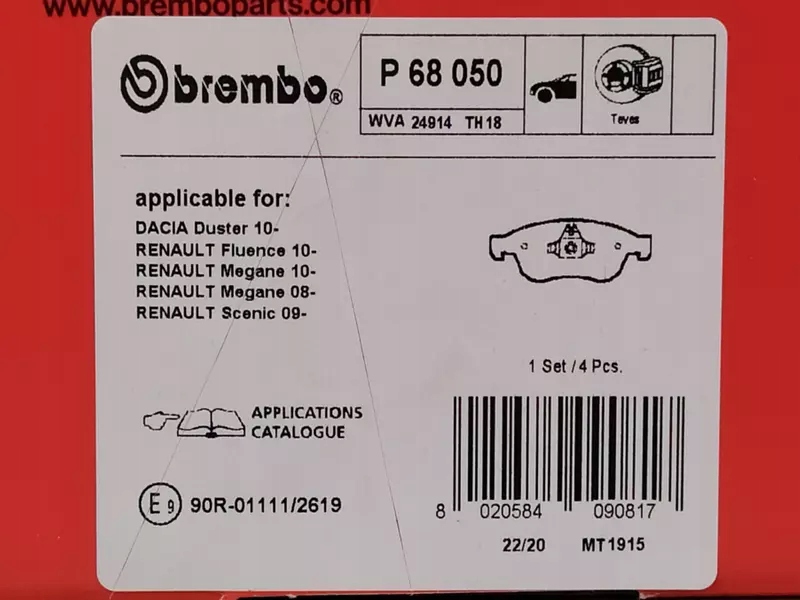 www.bremboparts.com
brembo®
P 68 050
WVA 24914 TH18
Teves
applicable for:
DACIA Duster 10-
RENAULT Fluence 10-
RENAULT Megane 10-
RENAULT Megane 08-
RENAULT Scenic 09-
1 Set / 4 Pcs.
APPLICATIONS
CATALOGUE
E9 90R-01111/2619
8 020584 090817
22/20 MT1915